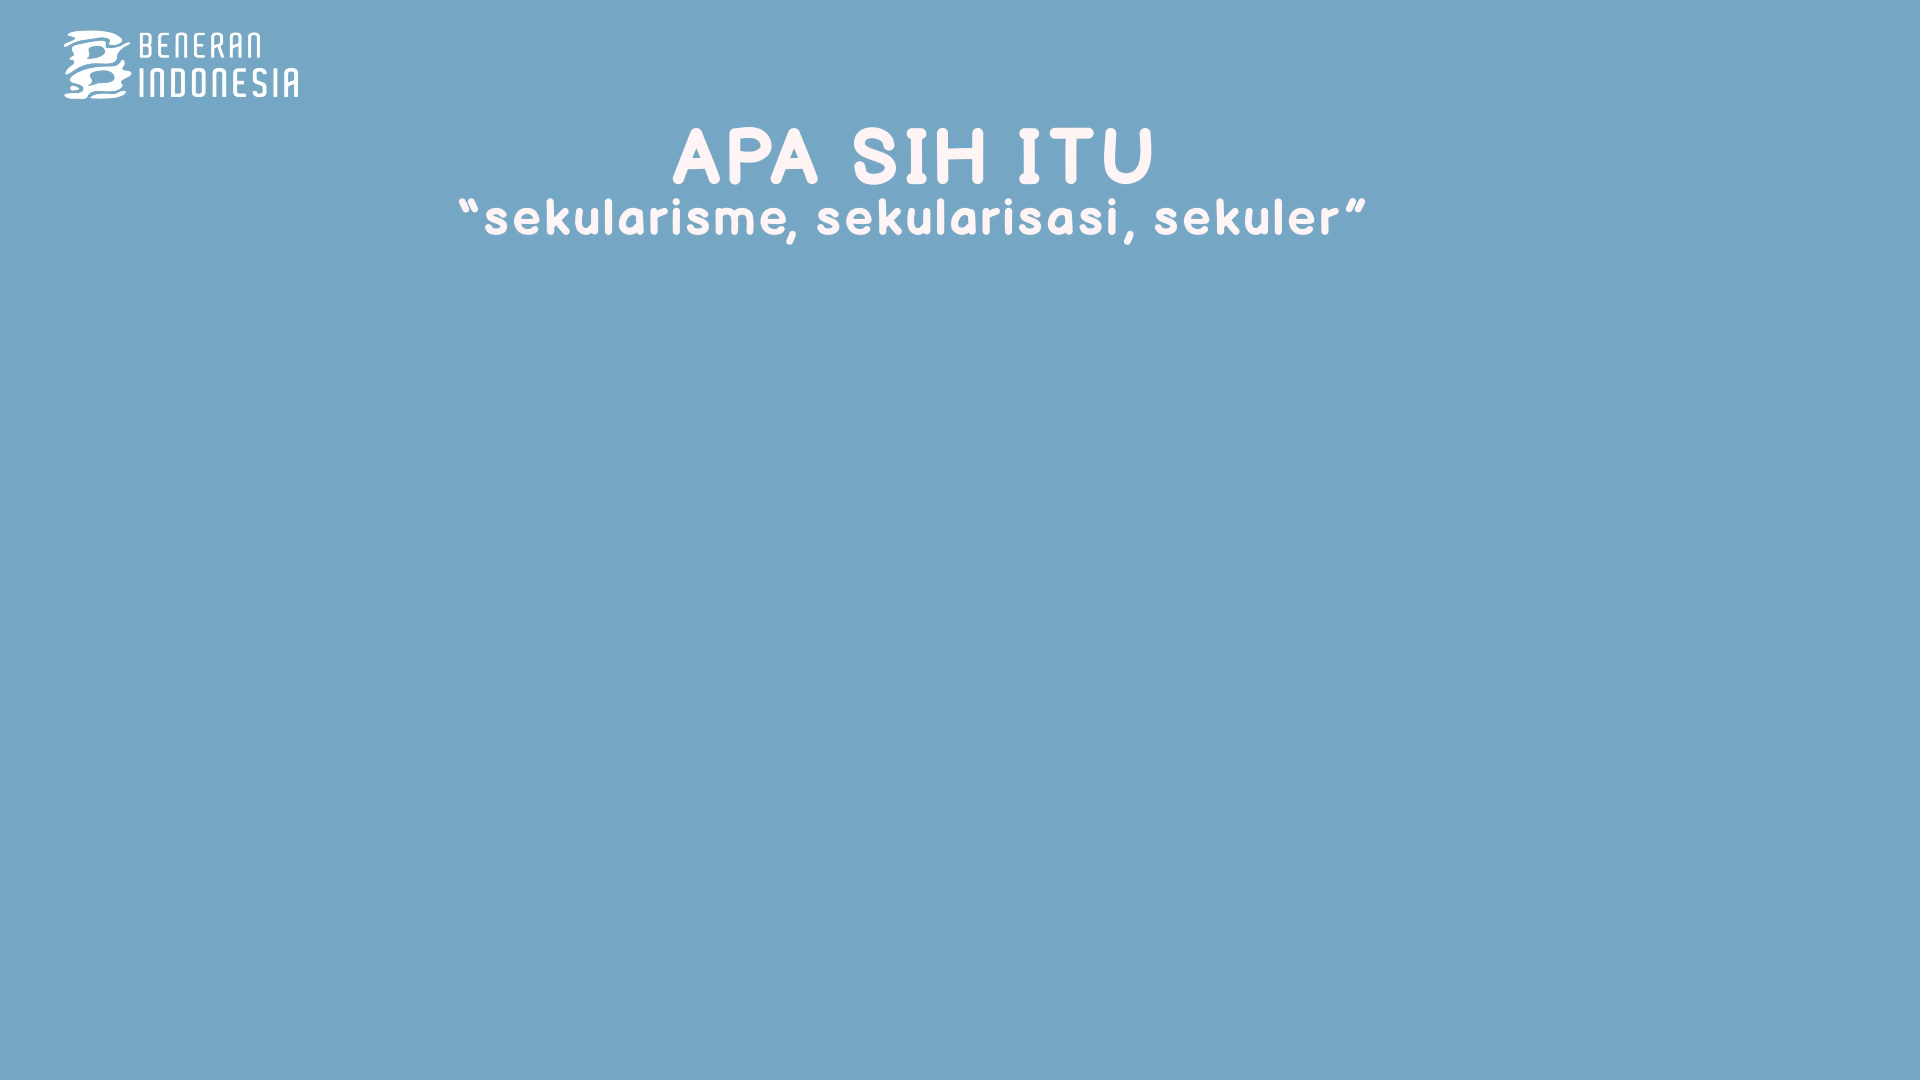 BENERAN
INDONESIA
APA SIH ITU
“sekularisme, sekularisasi, sekuler”